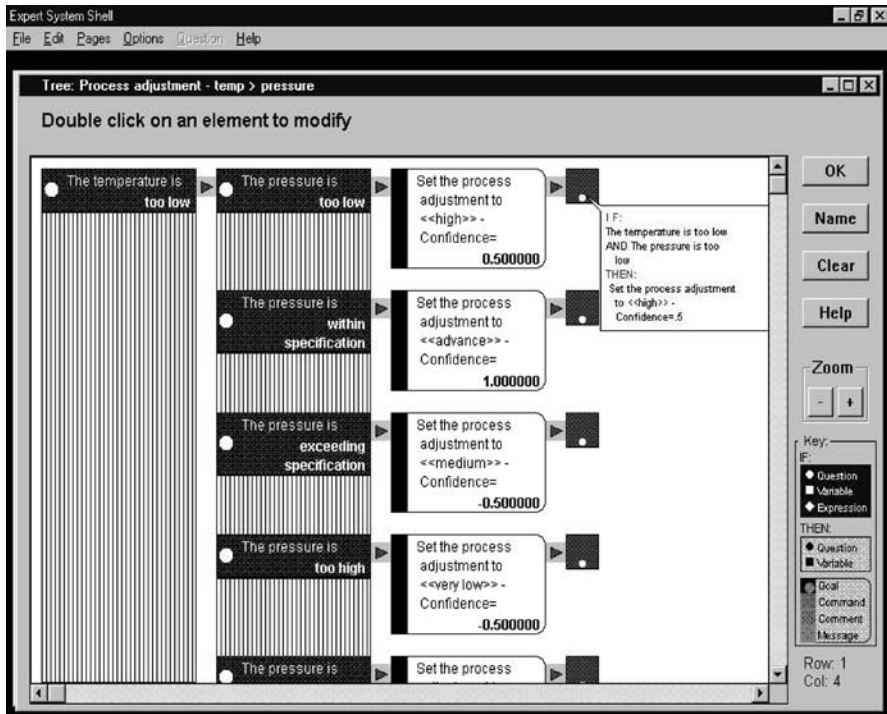 Expert System Shell
File Edit Pages Options Question Help
Tree: Process adjustment - temp > pressure
Double click on an element to modify
The temperature is
too low
The pressure is
too low
Set the process
adjustment to
<<high>> -
Confidence=
0.500000
IF:
The temperature is too low
AND The pressure is too
low
THEN:
Set the process adjustment
to <<high>> -
Confidence=.5
The pressure is
within
specification
Set the process
adjustment to
<<advance>> -
Confidence=
1.000000
The pressure is
exceeding
specification
Set the process
adjustment to
<<medium>> -
Confidence=
-0.500000
The pressure is
too high
Set the process
adjustment to
<<very low>> -
Confidence=
-0.500000
The pressure is
Set the process
OK
Name
Clear
Help
Zoom
- +
Key:
IF:
Question
Variable
Expression
THEN:
Question
Variable
Goal
Command
Comment
Message
Row: 1
Col: 4